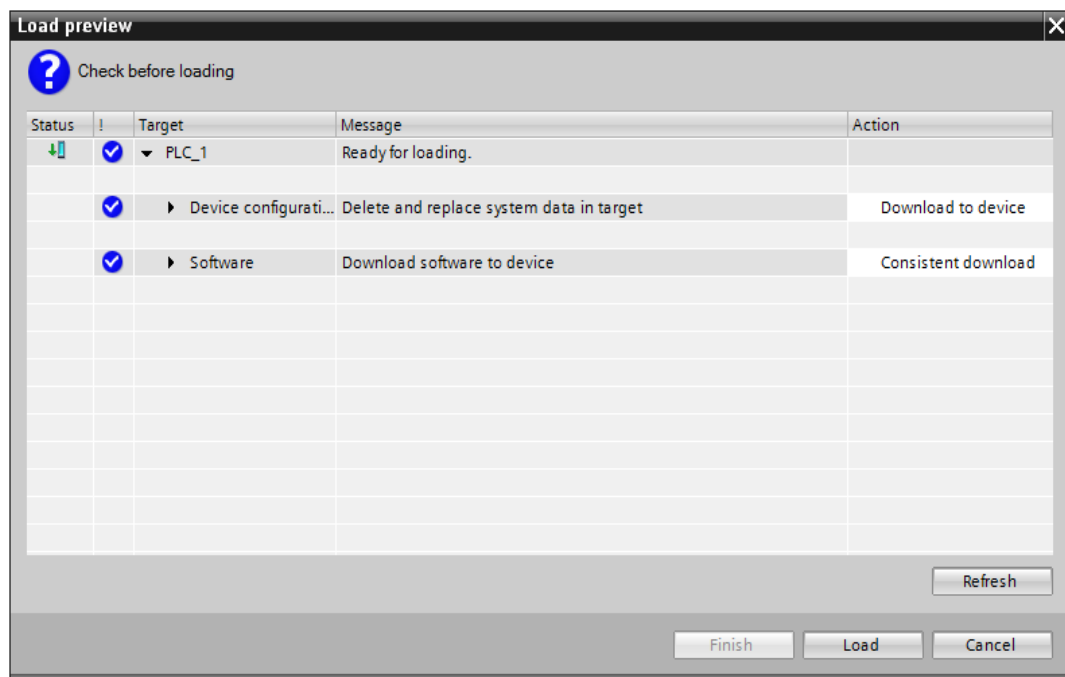 Load preview
Check before loading
Status ! Target Message Action
PLC_1 Ready for loading.
Device configurati... Delete and replace system data in target Download to device
Software Download software to device Consistent download
Refresh
Finish Load Cancel